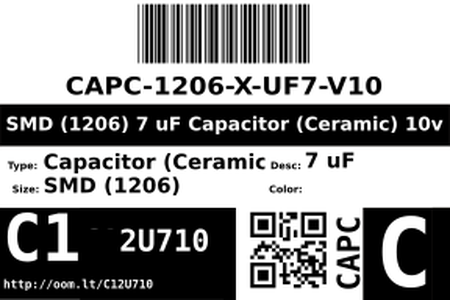 CAPC-1206-X-UF7-V10
SMD (1206) 7 uF Capacitor (Ceramic) 10v
Type: Capacitor (Ceramic Desc: 7 uF
Size: SMD (1206) Color:
C1 2U710 CAPC C
http://oom.lt/C12U710